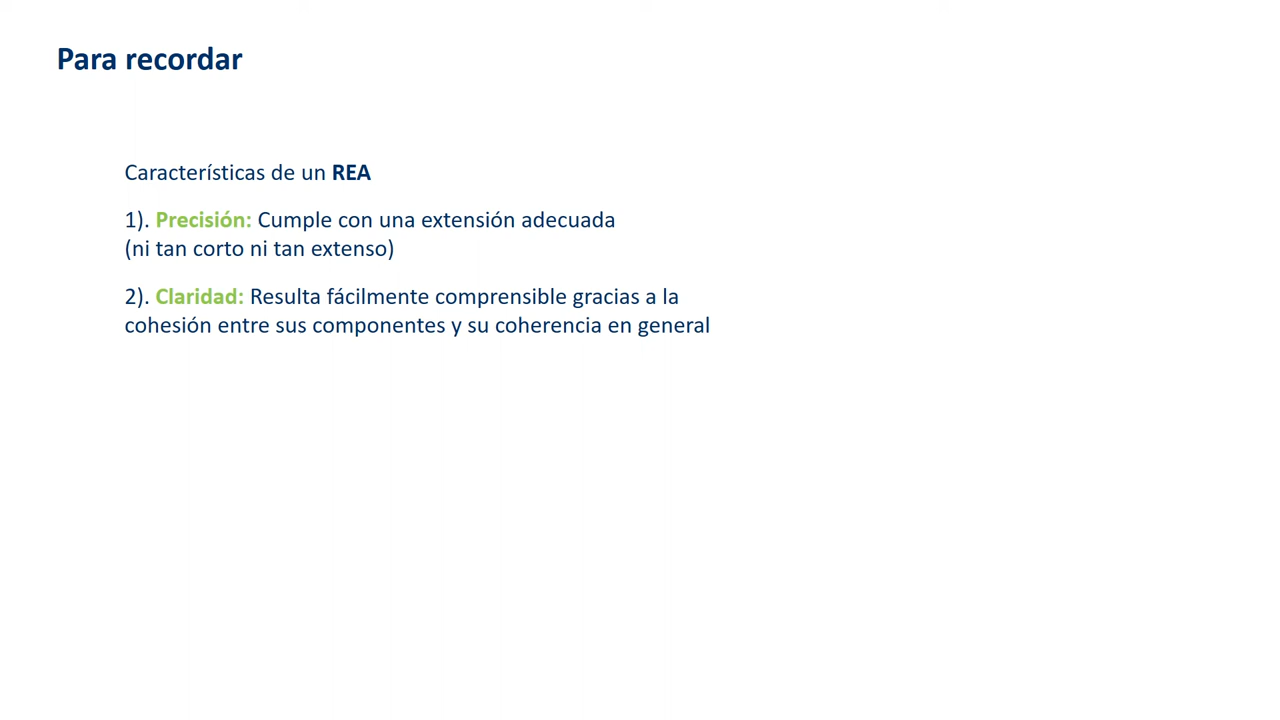 Para recordar
Características de un REA
1). Precisión: Cumple con una extensión adecuada
(ni tan corto ni tan extenso)
2). Claridad: Resulta fácilmente comprensible gracias a la
cohesión entre sus componentes y su coherencia en general